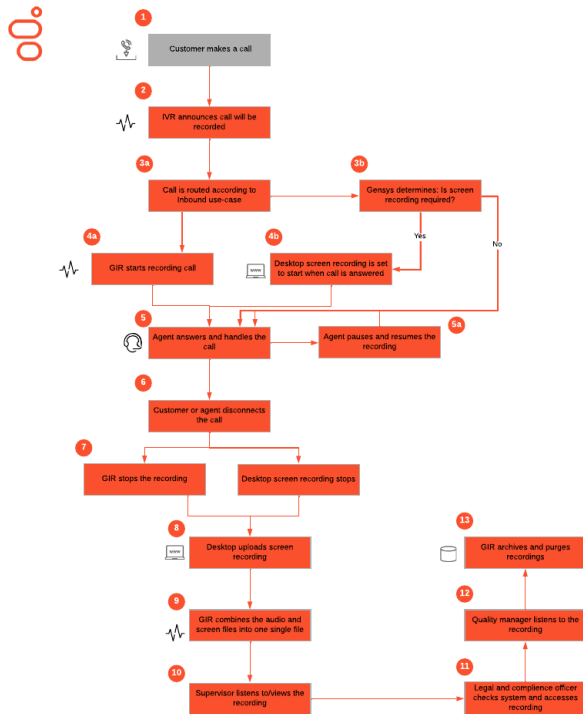 1
Customer makes a call
2
IVR announces call will be
recorded
3a
Call is routed according to
Inbound use-case
3b
Gensys determines: Is screen
recording required?
Yes
No
4a
GIR starts recording call
4b
www
Desktop screen recording is set
to start when call is answered
5
Agent answers and handles the
call
5a
Agent pauses and resumes the
recording
6
Customer or agent disconnects
the call
7
GIR stops the recording
Desktop screen recording stops
8
www
Desktop uploads screen
recording
9
GIR combines the audio and
screen files into one single file
10
Supervisor listens to/views the
recording
11
Legal and complience officer
checks system and accesses
recording
12
Quality manager listens to the
recording
13
GIR archives and purges
recordings